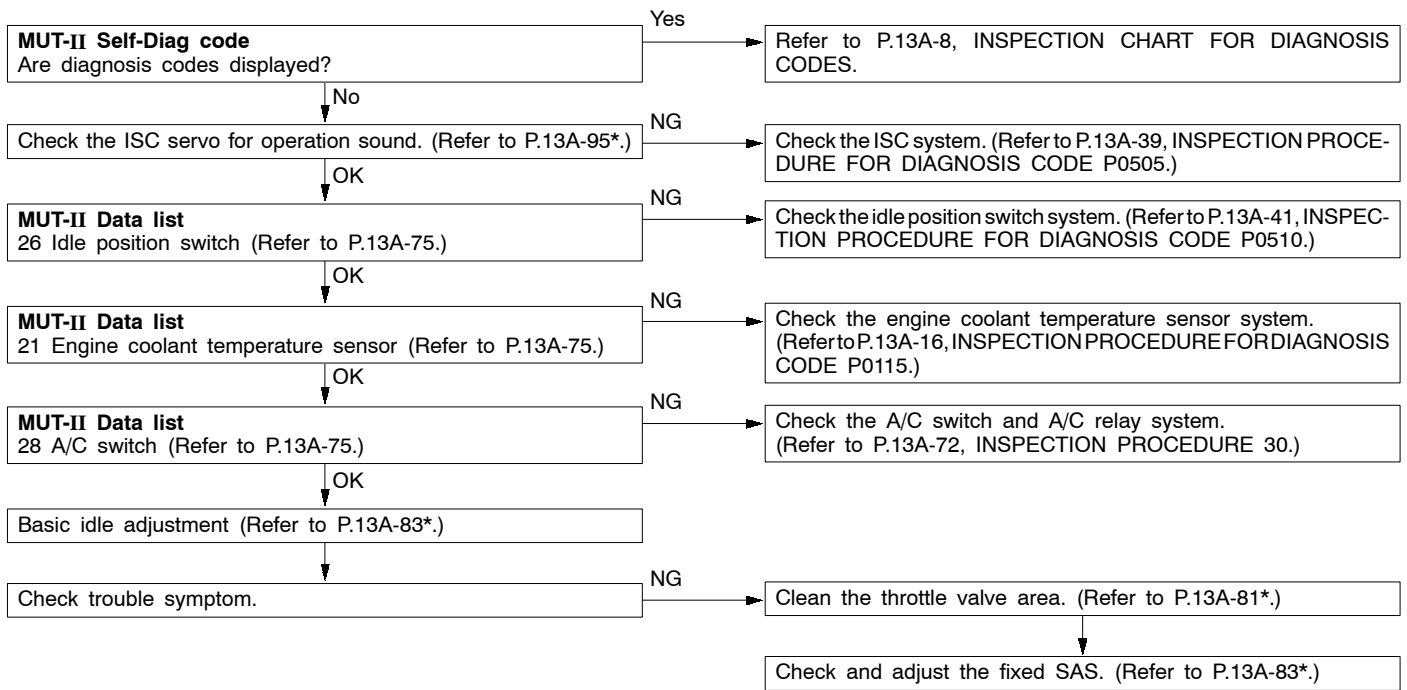 MUT-II Self-Diag code
Are diagnosis codes displayed?
Yes
Refer to P.13A-8, INSPECTION CHART FOR DIAGNOSIS
CODES.
No
Check the ISC servo for operation sound. (Refer to P.13A-95*.)
NG
Check the ISC system. (Refer to P.13A-39, INSPECTION PROCE-
DURE FOR DIAGNOSIS CODE P0505.)
OK
MUT-II Data list
26 Idle position switch (Refer to P.13A-75.)
NG
Check the idle position switch system. (Refer to P.13A-41, INSPEC-
TION PROCEDURE FOR DIAGNOSIS CODE P0510.)
OK
MUT-II Data list
21 Engine coolant temperature sensor (Refer to P.13A-75.)
NG
Check the engine coolant temperature sensor system.
(Refer to P.13A-16, INSPECTION PROCEDURE FOR DIAGNOSIS
CODE P0115.)
OK
MUT-II Data list
28 A/C switch (Refer to P.13A-75.)
NG
Check the A/C switch and A/C relay system.
(Refer to P.13A-72, INSPECTION PROCEDURE 30.)
OK
Basic idle adjustment (Refer to P.13A-83*.)
Check trouble symptom.
NG
Clean the throttle valve area. (Refer to P.13A-81*.)
Check and adjust the fixed SAS. (Refer to P.13A-83*.)